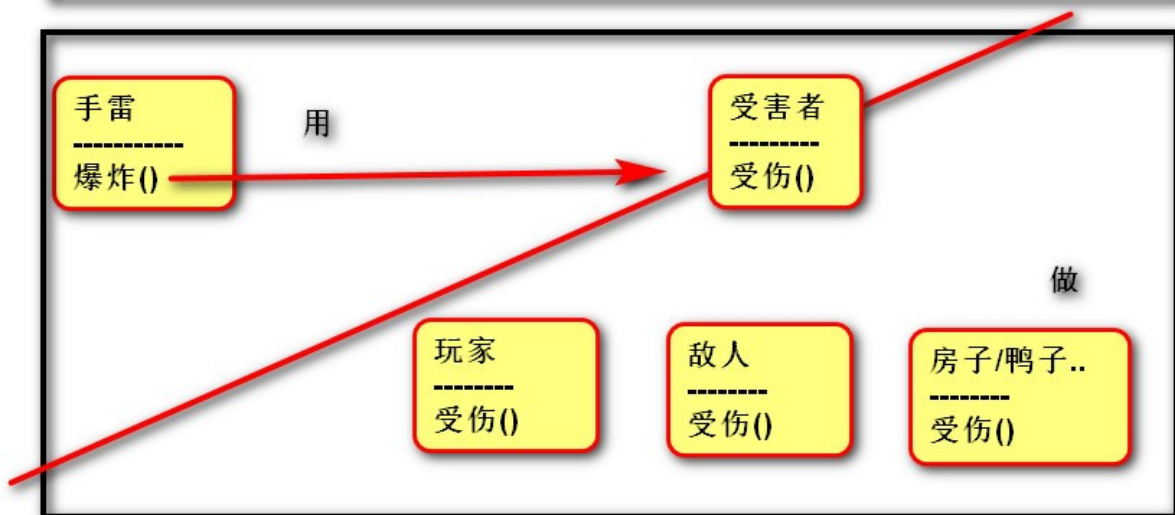 手雷
-----------
爆炸()
用
受害者
---------
受伤()
做
玩家
--------
受伤()
敌人
--------
受伤()
房子/鸭子..
--------
受伤()